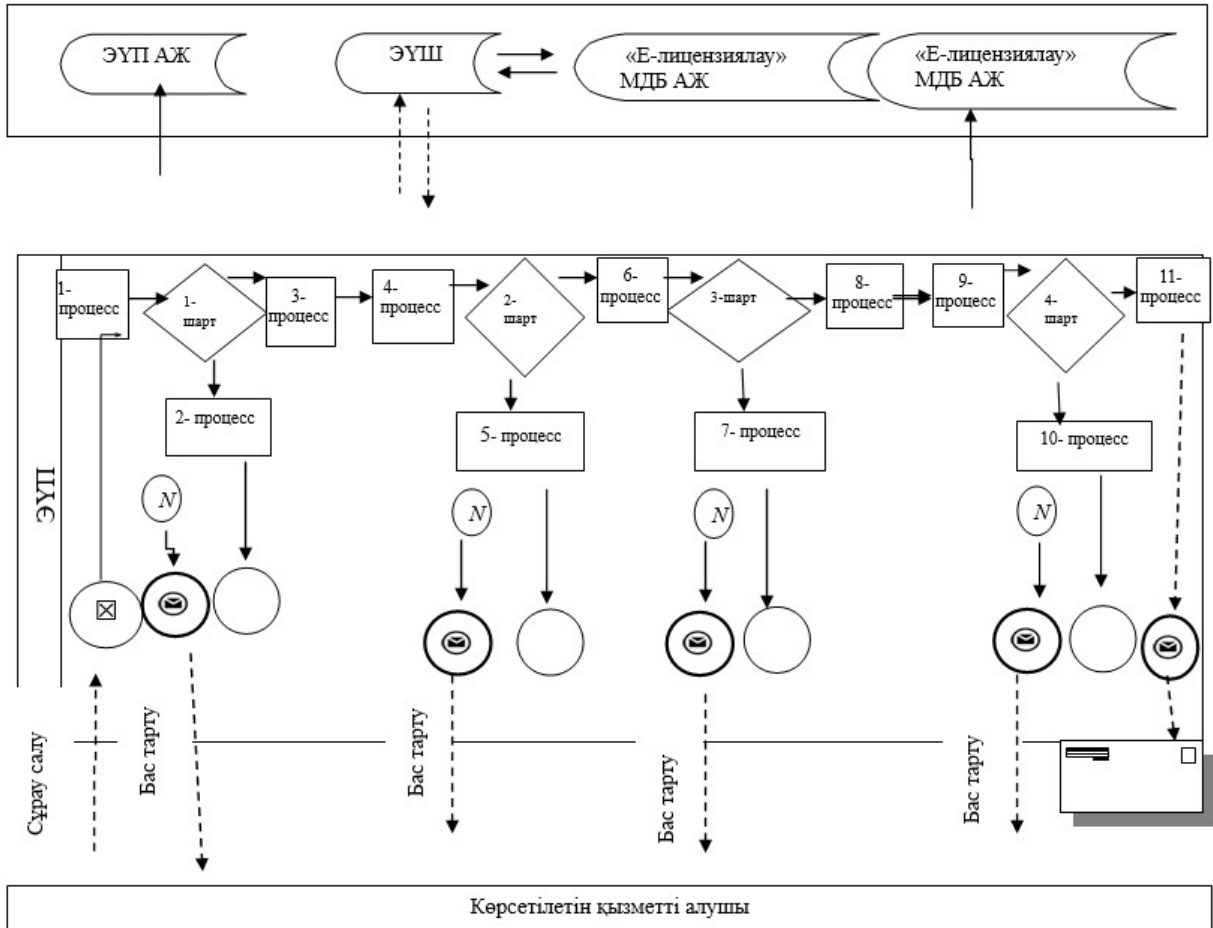 ЭҮП АЖ
ЭҮШ
«Е-лицензиялау»
МДБ АЖ
«Е-лицензиялау»
МДБ АЖ
ЭҮП
1-
процесс
1-
шарт
3-
процесс
4-
процесс
2-
шарт
6-
процесс
3-шарт
8-
процесс
9-
процесс
4-
шарт
11-
процесс
2- процесс
5- процесс
7- процесс
10- процесс
N
N
N
N
Сұрау салу
Бас тарту
Бас тарту
Бас тарту
Бас тарту
Көрсетілетін қызметті алушы